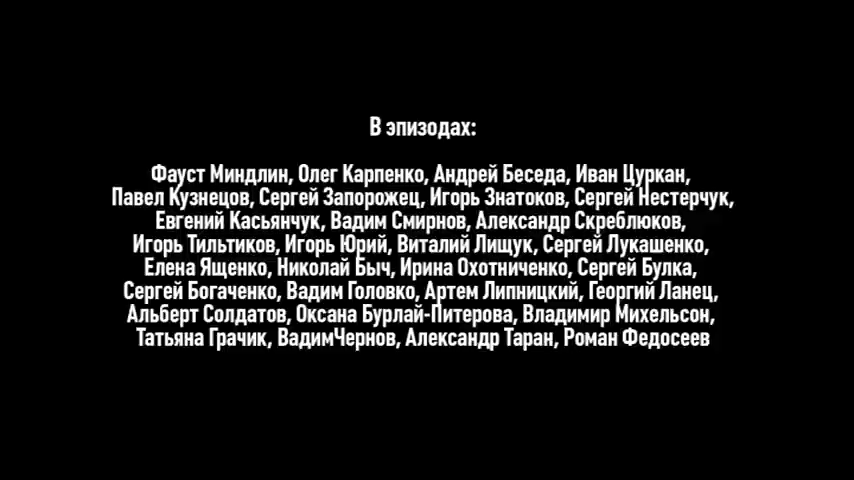 В эпизодах:
Фауст Миндлин, Олег Карпенко, Андрей Беседа, Иван Цуркан,
Павел Кузнецов, Сергей Запорожец, Игорь Знатоков, Сергей Нестерчук,
Евгений Касьянчук, Вадим Смирнов, Александр Скреблюков,
Игорь Тильтиков, Игорь Юрий, Виталий Лищук, Сергей Лукашенко,
Елена Ященко, Николай Быч, Ирина Охотниченко, Сергей Булка,
Сергей Богаченко, Вадим Головко, Артем Липницкий, Георгий Ланец,
Альберт Солдатов, Оксана Бурлай-Питерова, Владимир Михельсон,
Татьяна Грачик, ВадимЧернов, Александр Таран, Роман Федосеев